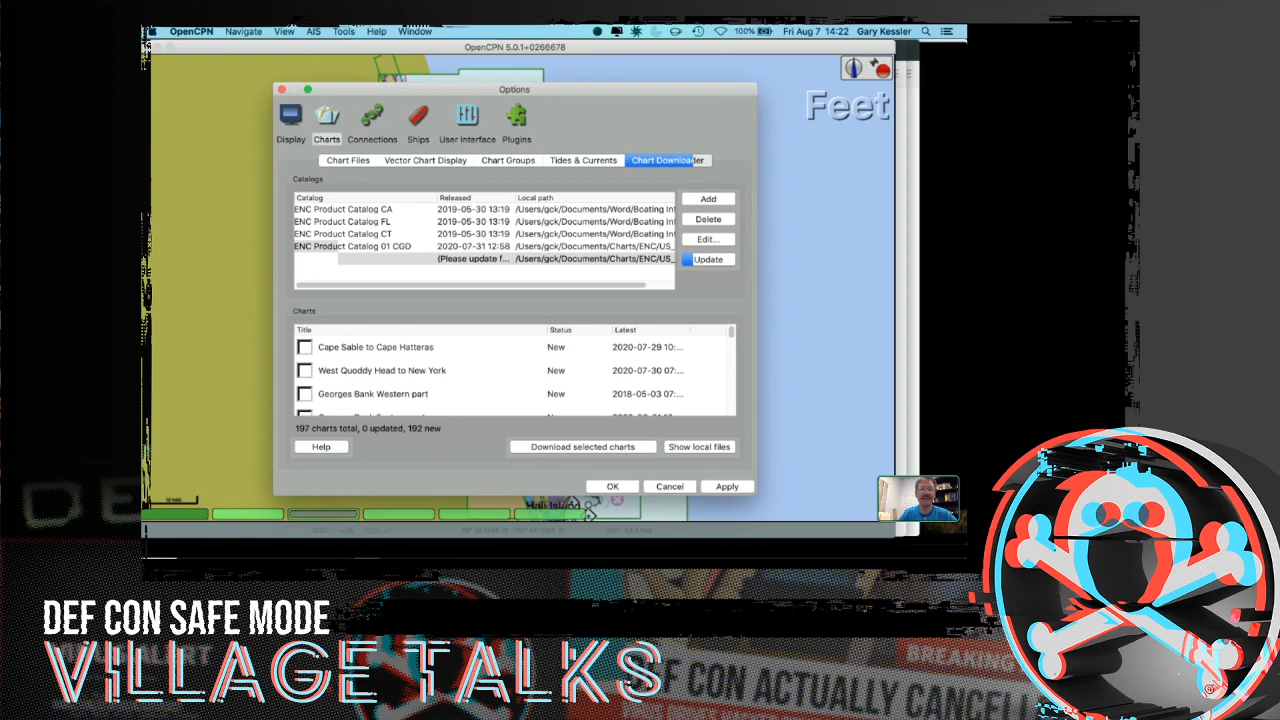 OpenCPN Navigate View AIS Tools Help Window 100% Fri Aug 7 14:22 Gary Kessler
OpenCPN 5.0.1+0266678
Feet
Options
Display Charts Connections Ships User Interface Plugins
Chart Files Vector Chart Display Chart Groups Tides & Currents Chart Downloader
Catalogs
Catalog Released Local path
ENC Product Catalog CA 2019-05-30 13:19 /Users/gck/Documents/Word/Boating Inf
ENC Product Catalog FL 2019-05-30 13:19 /Users/gck/Documents/Word/Boating Inf
ENC Product Catalog CT 2019-05-30 13:19 /Users/gck/Documents/Word/Boating Inf
ENC Product Catalog 01 CGD 2020-07-31 12:58 /Users/gck/Documents/Charts/ENC/US_
(Please update f... /Users/gck/Documents/Charts/ENC/US_
Add
Delete
Edit...
Update
Charts
Title Status Latest
Cape Sable to Cape Hatteras New 2020-07-29 10:...
West Quoddy Head to New York New 2020-07-30 07:...
Georges Bank Western part New 2018-05-03 07:...
197 charts total, 0 updated, 192 new
Help Download selected charts Show local files
OK Cancel Apply
DEF CON SAFE MODE
VILLAGE TALKS
BREAKING
DEF CON ACTUALLY CANCELL